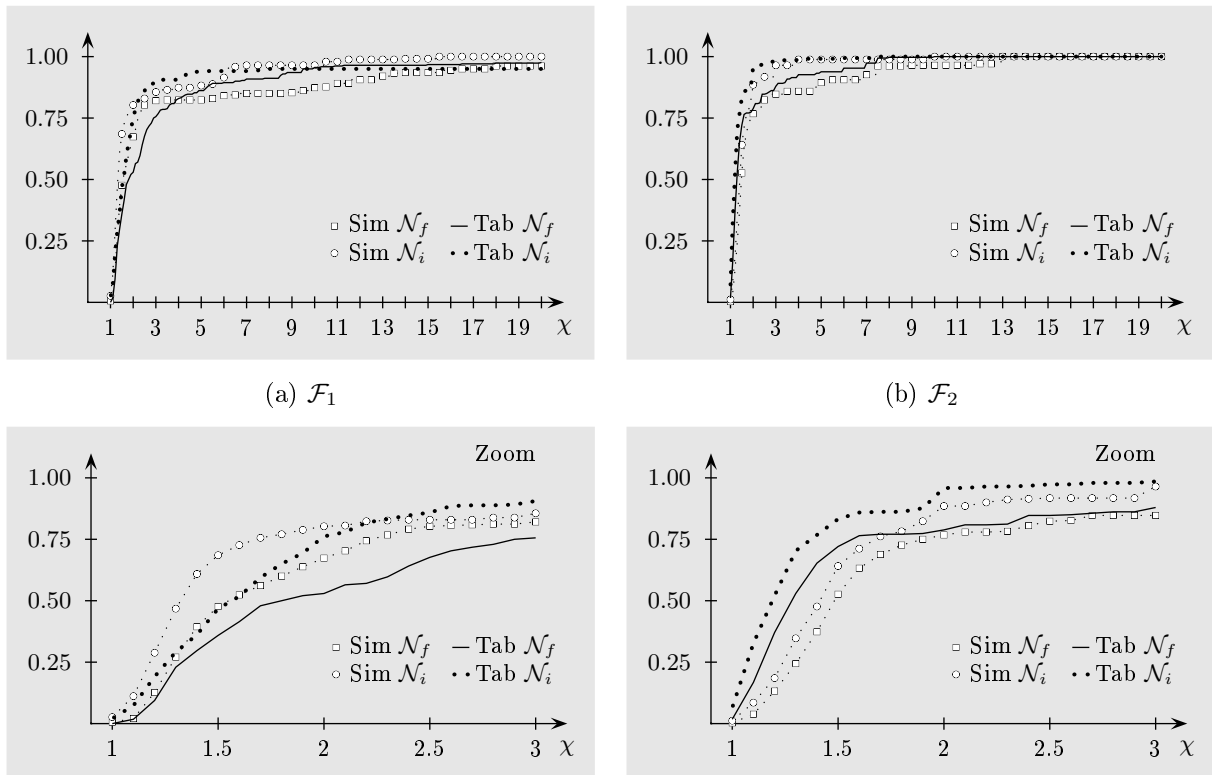 1.00
0.75
0.50
0.25
Sim 𝒩f Tab 𝒩f
Sim 𝒩i Tab 𝒩i
1 3 5 7 9 11 13 15 17 19 χ
(a) ℱ1
1.00
0.75
0.50
0.25
Sim 𝒩f Tab 𝒩f
Sim 𝒩i Tab 𝒩i
1 3 5 7 9 11 13 15 17 19 χ
(b) ℱ2
Zoom
1.00
0.75
0.50
0.25
Sim 𝒩f Tab 𝒩f
Sim 𝒩i Tab 𝒩i
1 1.5 2 2.5 3 χ
Zoom
1.00
0.75
0.50
0.25
Sim 𝒩f Tab 𝒩f
Sim 𝒩i Tab 𝒩i
1 1.5 2 2.5 3 χ